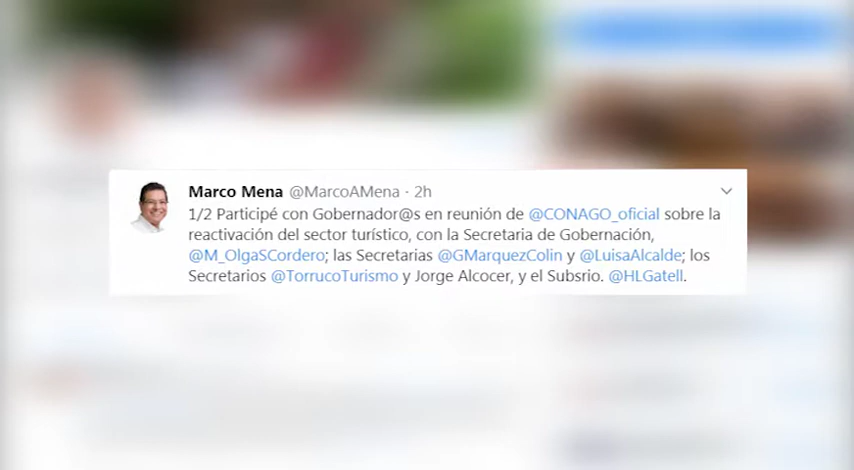 Marco Mena @MarcoAMena · 2h
1/2 Participé con Gobernador@s en reunión de @CONAGO_oficial sobre la
reactivación del sector turístico, con la Secretaria de Gobernación,
@M_OlgaSCordero; las Secretarias @GMarquezColin y @LuisaAlcalde; los
Secretarios @TorrucoTurismo y Jorge Alcocer, y el Subsrio. @HLGatell.